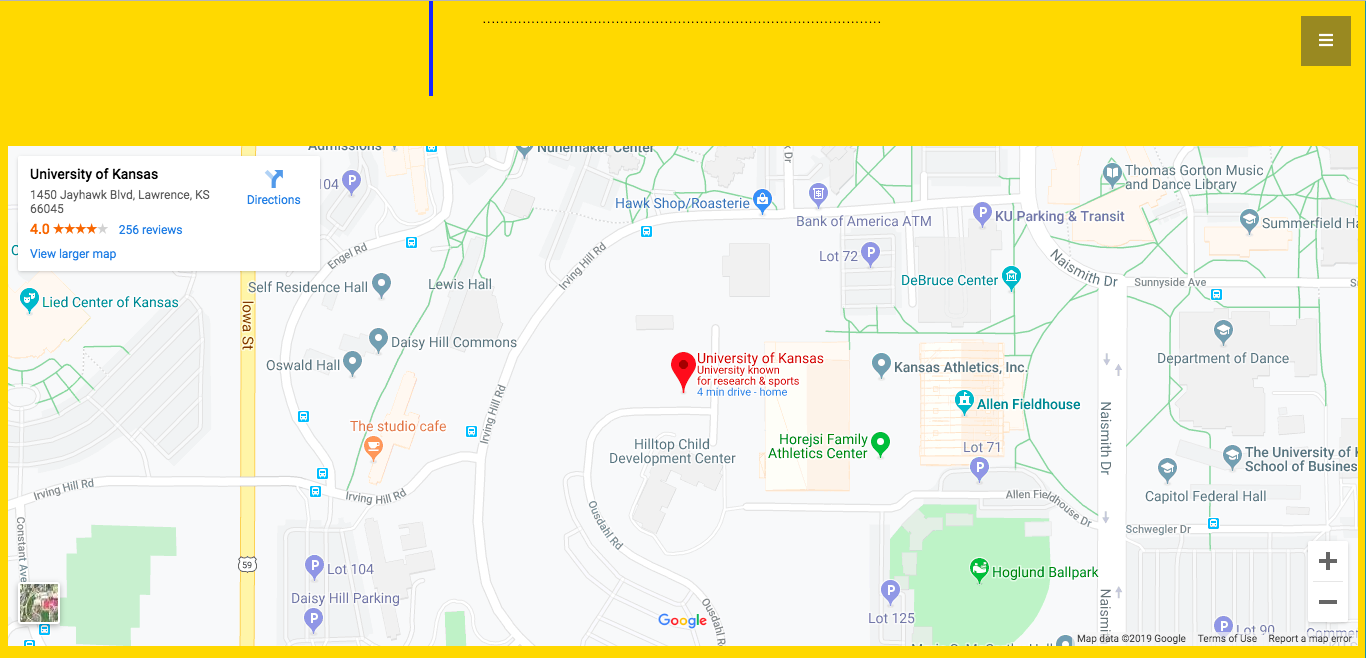 Admissions
Nunemaker Center
University of Kansas
1450 Jayhawk Blvd, Lawrence, KS
66045
4.0
256 reviews
View larger map
Directions
104
P
Dr
Thomas Gorton Music
and Dance Library
Hawk Shop/Roasterie
Bank of America ATM
P
KU Parking & Transit
Summerfield Ha
Engel Rd
Irving Hill Rd
Lot 72
P
Naismith Dr
Self Residence Hall
Lewis Hall
DeBruce Center
Sunnyside Ave
S
Lied Center of Kansas
Iowa St
Daisy Hill Commons
Oswald Hall
University of Kansas
University known
for research & sports
4 min drive - home
Kansas Athletics, Inc.
Department of Dance
Allen Fieldhouse
Irving Hill Rd
Naismith Dr
The studio cafe
Hilltop Child
Development Center
Horejsi Family
Athletics Center
Lot 71
P
The University of K
School of Busines
Irving Hill Rd
Irving Hill Rd
Allen Fieldhouse Dr
Capitol Federal Hall
Constant Ave
Ousdahl Rd
Schwegler Dr
59
P
Lot 104
Hoglund Ballpark
Daisy Hill Parking
P
P
Lot 125
Ousdahl Rd
Naismi
Google
P
Lot 90
Map data ©2019 Google
Terms of Use
Report a map error